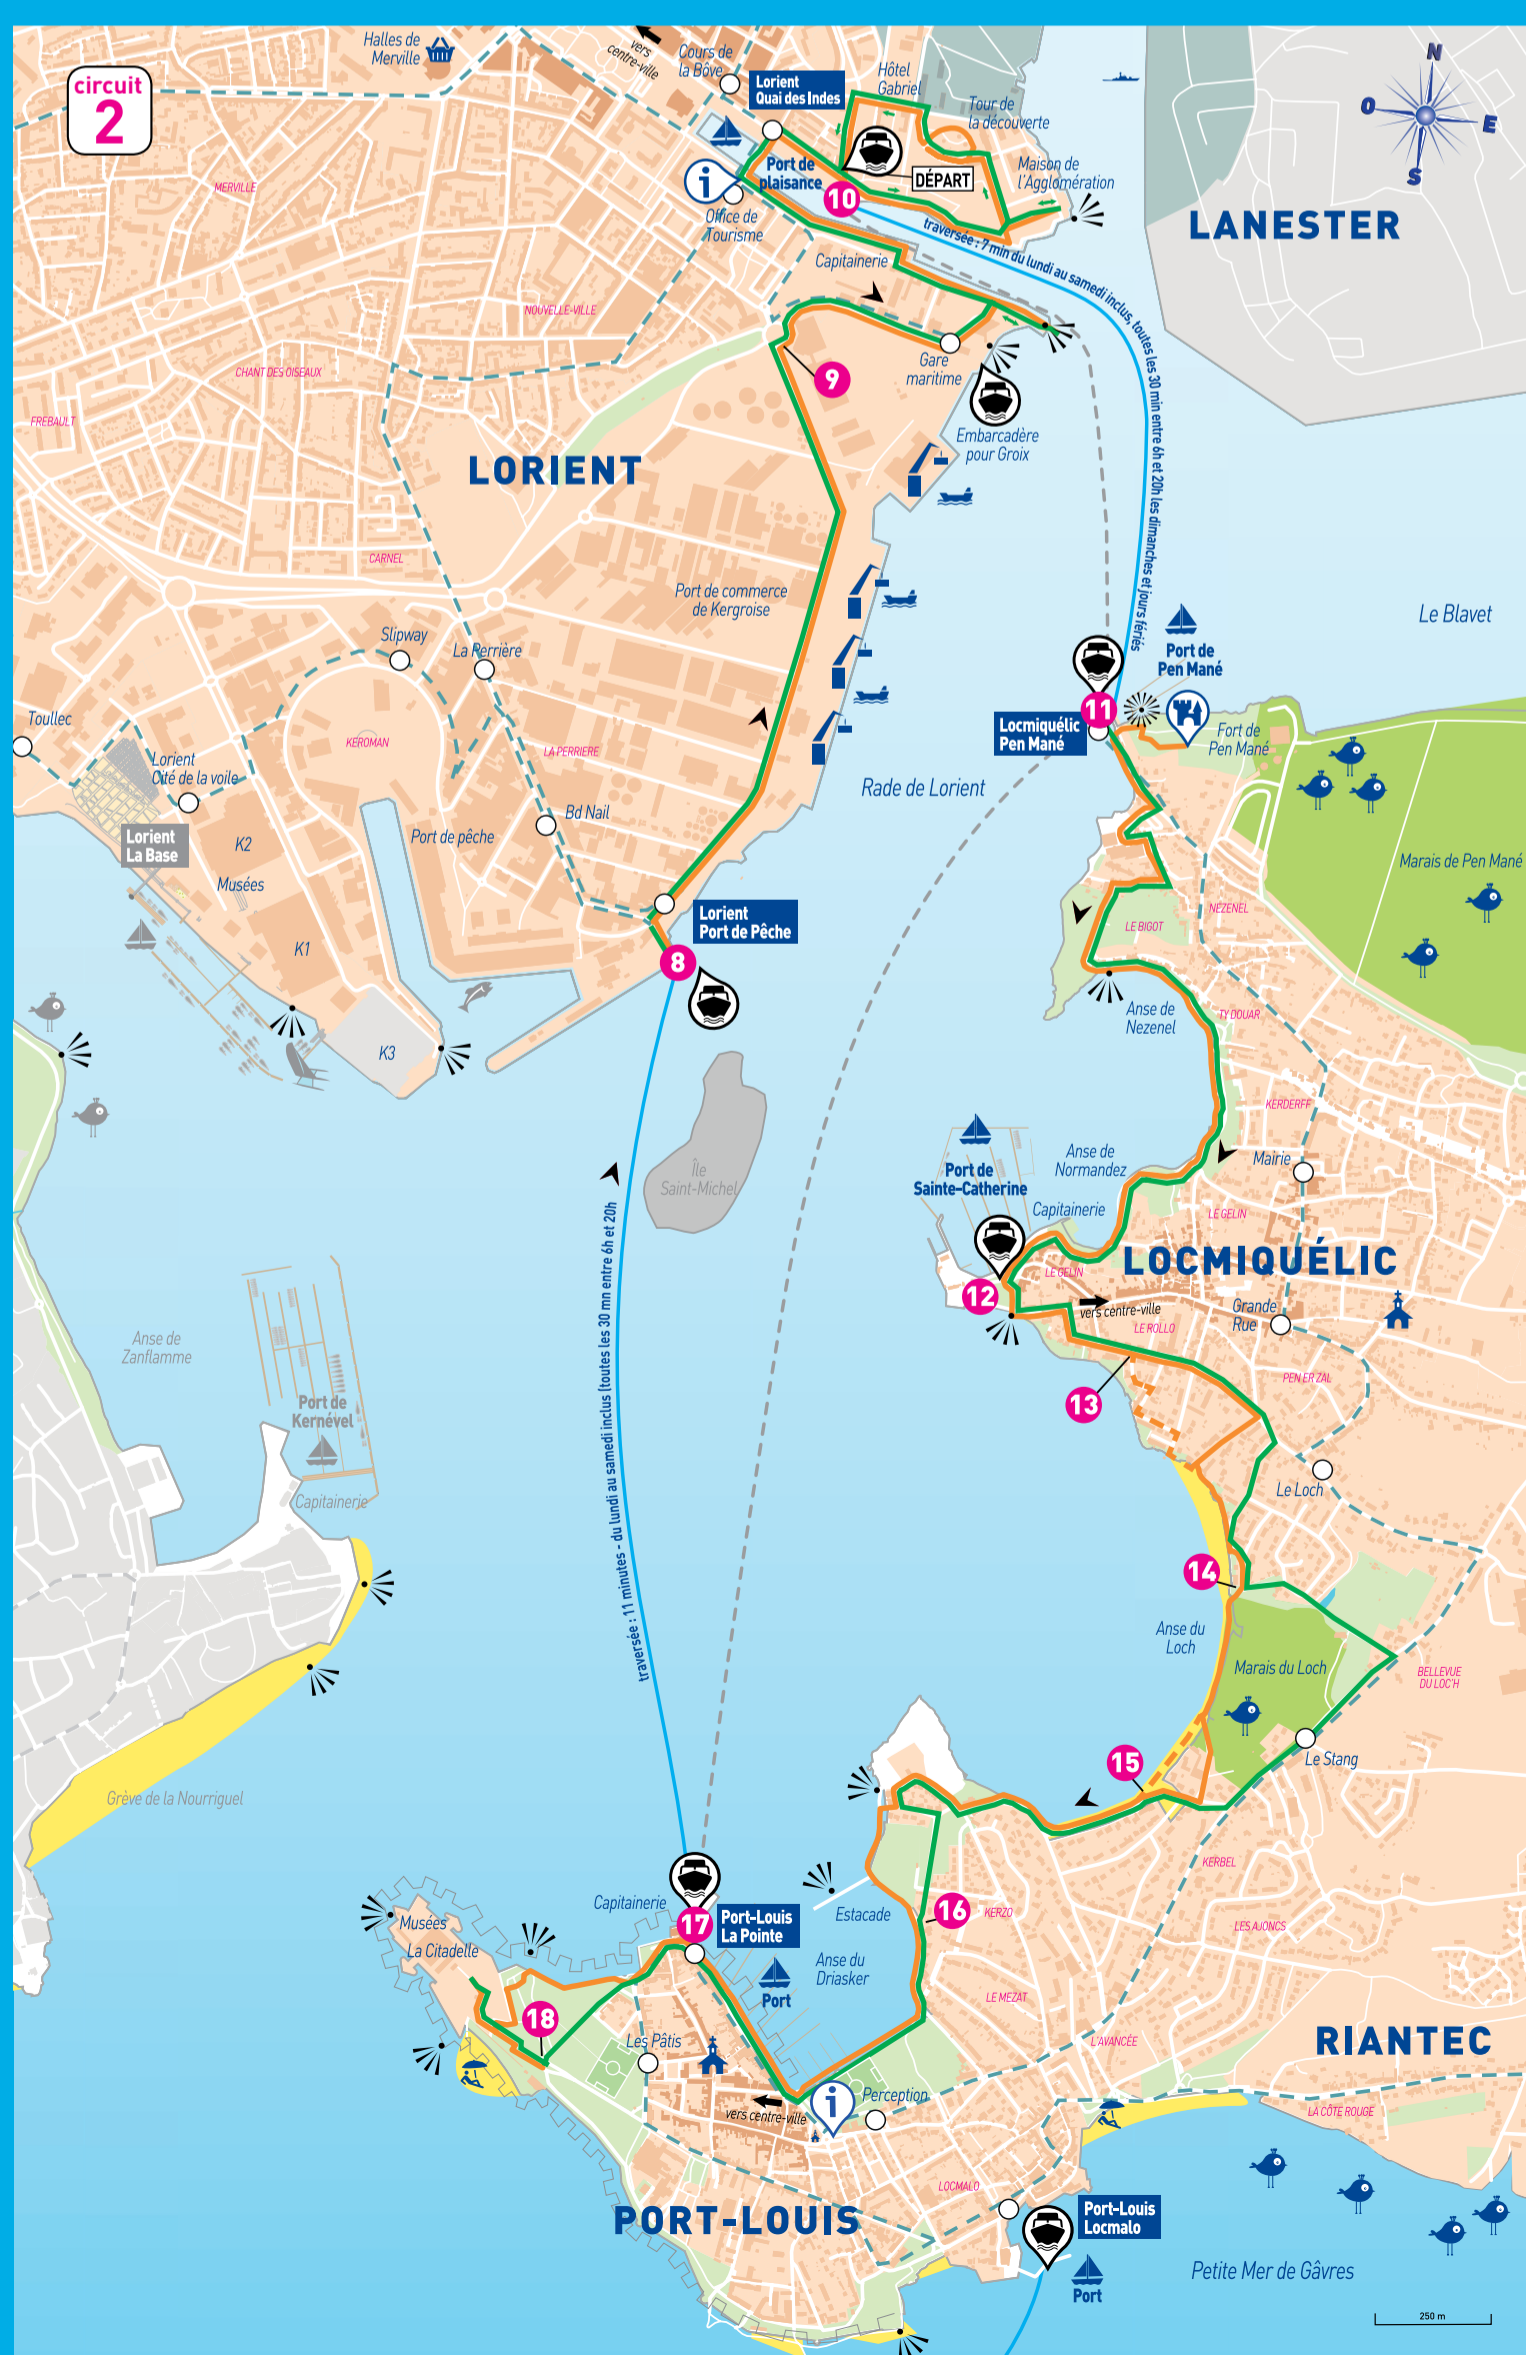 circuit
2
Halles de
Merville
vers
centre-ville
Cours de
la Bôve
Lorient
Quai des Indes
Hôtel
Gabriel
Tour de
la découverte
Maison de
l'Agglomération
DÉPART
Port de
plaisance
10
i
Office de
Tourisme
Capitainerie
traversée : 7 min du lundi au samedi inclus, toutes les 30 min entre 6h et 20h les dimanches et jours fériés
N
O
E
S
LANESTER
MERVILLE
NOUVELLE-VILLE
CHANT DES OISEAUX
FREBAULT
9
Gare
maritime
Embarcadère
pour Groix
LORIENT
CARNEL
Port de commerce
de Kergroise
Le Blavet
Slipway
La Perrière
Port de
Pen Mané
11
Locmiquélic
Pen Mané
Fort de
Pen Mané
Toullec
KEROMAN
LA PERRIERE
Lorient
Cité de la voile
Rade de Lorient
Lorient
La Base
K2
Port de pêche
Bd Nail
Musées
K1
Marais de Pen Mané
Lorient
Port de Pêche
8
NEZENEL
LE BIGOT
Anse de
Nezenel
TY DOUAR
K3
KERDERFF
Île
Saint-Michel
Port de
Sainte-Catherine
Anse de
Normandez
Mairie
Capitainerie
LE GELIN
LOCMIQUÉLIC
LE GELIN
12
vers centre-ville
Grande
Rue
LE ROLLO
PEN ER ZAL
13
Anse de
Zanflamme
Port de
Kernével
Capitainerie
traversée : 11 minutes - du lundi au samedi inclus (toutes les 30 mn entre 6h et 20h
Le Loch
14
Anse du
Loch
Marais du Loch
BELLEVUE
DU LOC'H
15
Le Stang
Grève de la Nourriguel
KERBEL
Capitainerie
17
Port-Louis
La Pointe
Estacade
16
KERZO
LES AJONCS
Musées
La Citadelle
Anse du
Driasker
Port
LE MEZAT
18
Les Pâtis
L'AVANCÉE
RIANTEC
vers centre-ville
i
Perception
LA CÔTE ROUGE
LOCMALO
PORT-LOUIS
Port-Louis
Locmalo
Port
Petite Mer de Gâvres
250 m